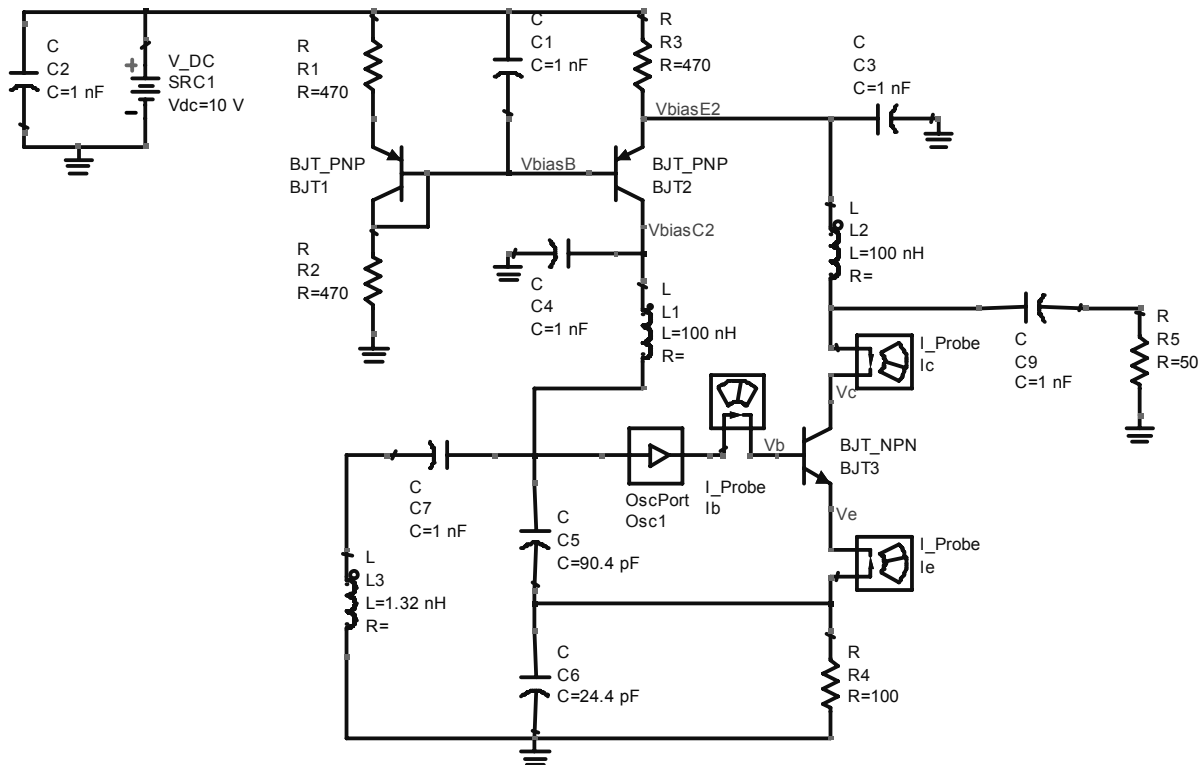 C
C2
C=1 nF
+
-
V_DC
SRC1
Vdc=10 V
R
R1
R=470
C
C1
C=1 nF
R
R3
R=470
C
C3
C=1 nF
VbiasE2
BJT_PNP
BJT1
VbiasB
BJT_PNP
BJT2
VbiasC2
R
R2
R=470
C
C4
C=1 nF
L
L1
L=100 nH
R=
L
L2
L=100 nH
R=
C
C9
C=1 nF
R
R5
R=50
I_Probe
Ic
Vc
C
C7
C=1 nF
OscPort
Osc1
I_Probe
Ib
Vb
BJT_NPN
BJT3
Ve
C
C5
C=90.4 pF
I_Probe
Ie
L
L3
L=1.32 nH
R=
C
C6
C=24.4 pF
R
R4
R=100